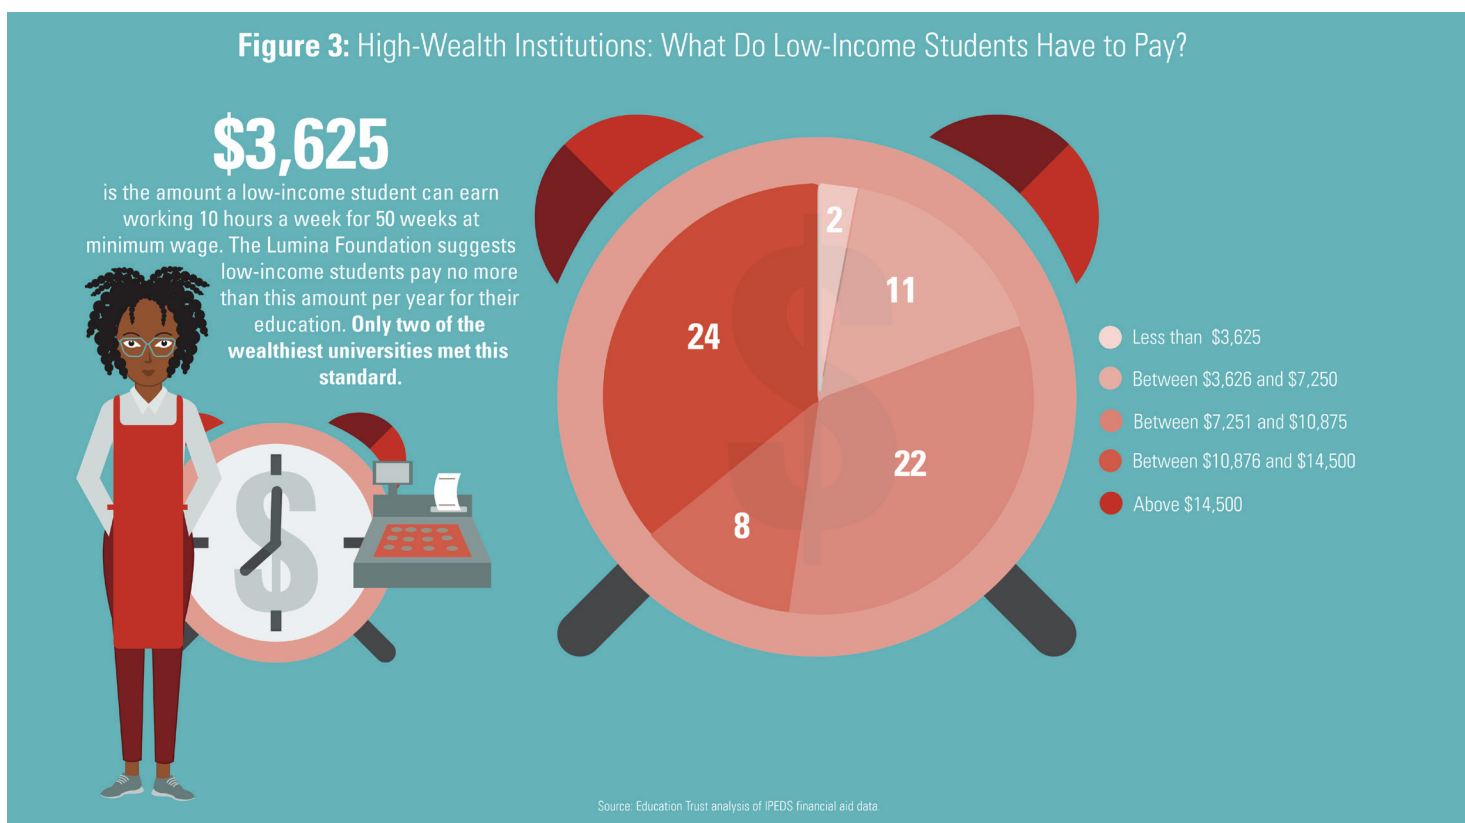 Figure 3: High-Wealth Institutions: What Do Low-Income Students Have to Pay?
$3,625
is the amount a low-income student can earn
working 10 hours a week for 50 weeks at
minimum wage. The Lumina Foundation suggests
low-income students pay no more
than this amount per year for their
education. Only two of the
wealthiest universities met this
standard.
2
11
24
22
8
Less than $3,625
Between $3,626 and $7,250
Between $7,251 and $10,875
Between $10,876 and $14,500
Above $14,500
$
$
Source: Education Trust analysis of IPEDS financial aid data.